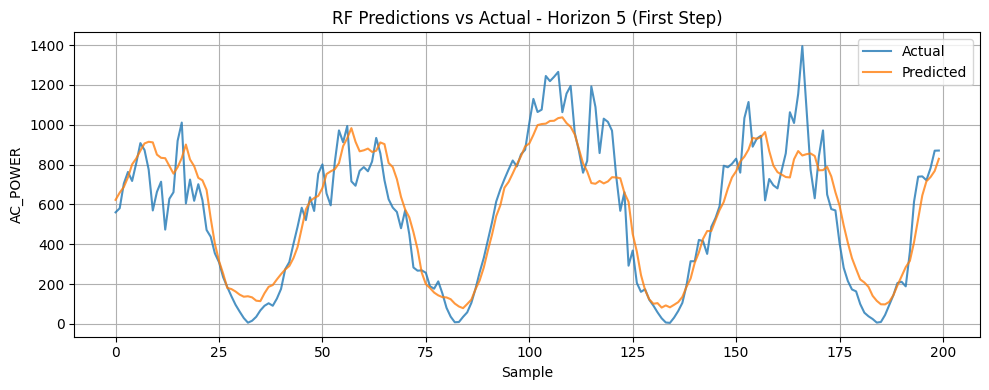 RF Predictions vs Actual - Horizon 5 (First Step)
Actual
Predicted
AC_POWER
1400
1200
1000
800
600
400
200
0
0 25 50 75 100 125 150 175 200
Sample